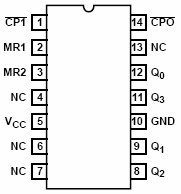 CP1 1 14 CPO
MR1 2 13 NC
MR2 3 12 Q0
NC 4 11 Q3
VCC 5 10 GND
NC 6 9 Q1
NC 7 8 Q2